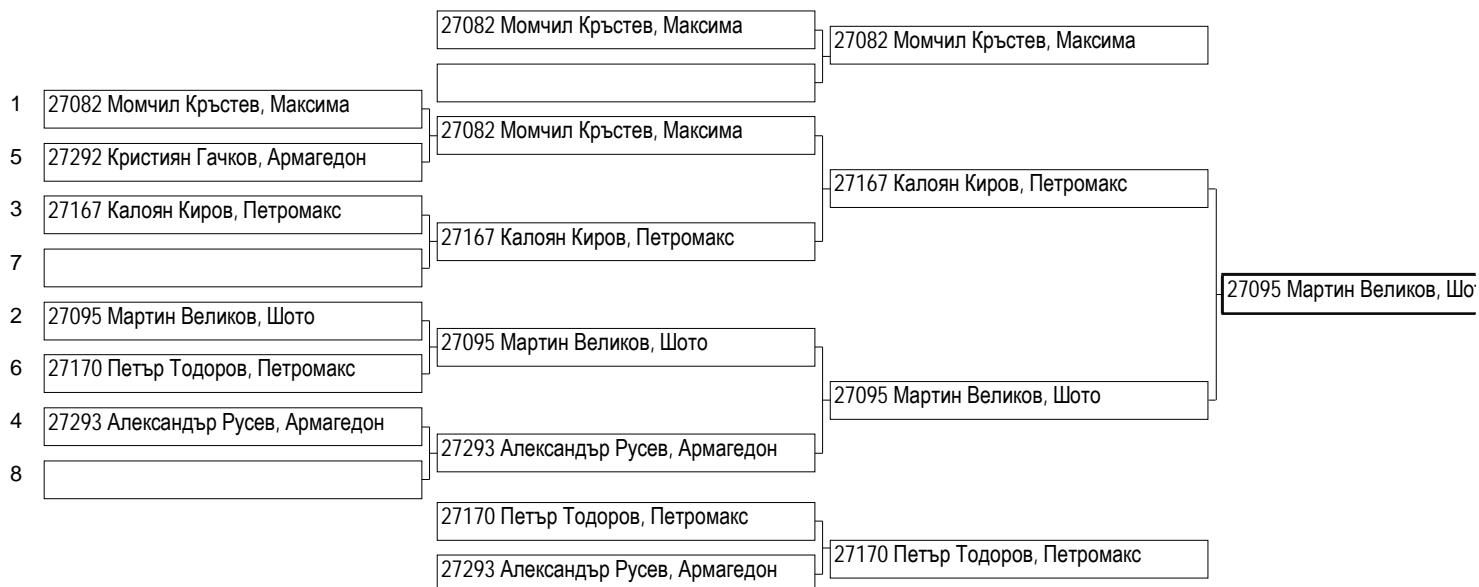 27082 Момчил Кръстев, Максима
27082 Момчил Кръстев, Максима
1 27082 Момчил Кръстев, Максима
27082 Момчил Кръстев, Максима
5 27292 Кристиян Гачков, Армагедон
27167 Калоян Киров, Петромакс
3 27167 Калоян Киров, Петромакс
27167 Калоян Киров, Петромакс
7
27095 Мартин Великов, Шо
2 27095 Мартин Великов, Шото
27095 Мартин Великов, Шото
6 27170 Петър Тодоров, Петромакс
27095 Мартин Великов, Шото
4 27293 Александър Русев, Армагедон
27293 Александър Русев, Армагедон
8
27170 Петър Тодоров, Петромакс
27170 Петър Тодоров, Петромакс
27293 Александър Русев, Армагедон